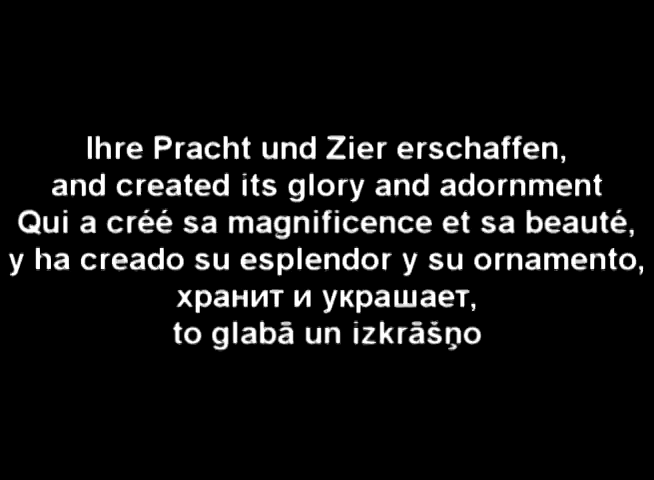 Ihre Pracht und Zier erschaffen,
and created its glory and adornment
Qui a créé sa magnificence et sa beauté,
y ha creado su esplendor y su ornamento,
хранит и украшает,
to glabā un izkrāšņo